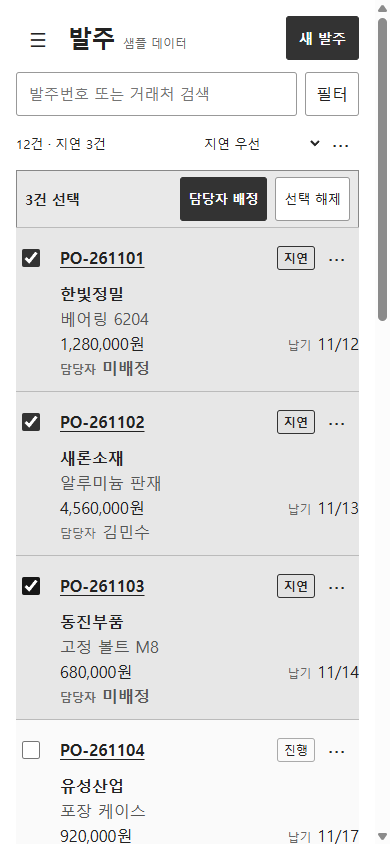 발주 샘플 데이터 새 발주
발주번호 또는 거래처 검색 필터
12건 · 지연 3건 지연 우선 ...
3건 선택 담당자 배정 선택 해제
PO-261101 지연 ...
한빛정밀
베어링 6204
1,280,000원 납기 11/12
담당자 미배정
PO-261102 지연 ...
새론소재
알루미늄 판재
4,560,000원 납기 11/13
담당자 김민수
PO-261103 지연 ...
동진부품
고정 볼트 M8
680,000원 납기 11/14
담당자 미배정
PO-261104 진행 ...
유성산업
포장 케이스
920,000원 납기 11/17